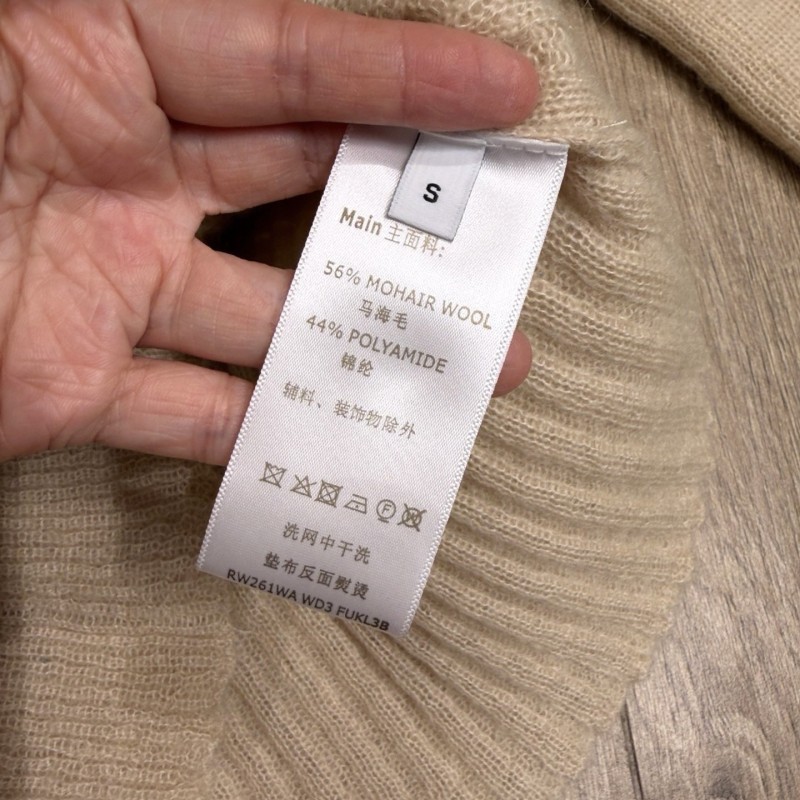 S
Main 主面料:
56% MOHAIR WOOL
马海毛
44% POLYAMIDE
锦纶
辅料、装饰物除外
F W
洗网中干洗
垫布反面熨烫
RW261WA WD3 FUKL3B